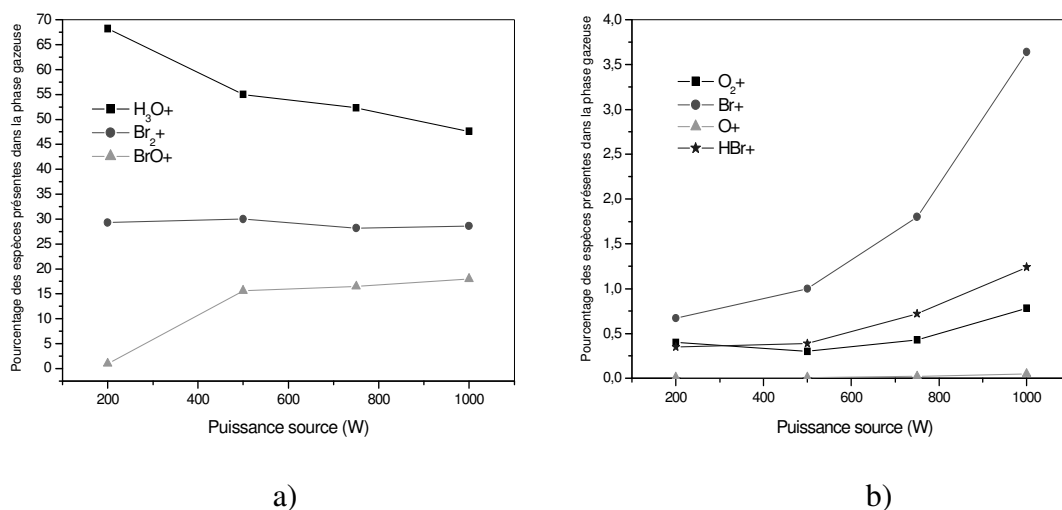 Pourcentage des espèces présentes dans la phase gazeuse
70
65
60
55
50
45
40
35
30
25
20
15
10
5
0
H₃O+
Br₂+
BrO+
200
400
600
800
1000
Puissance source (W)
a)
Pourcentage des espèces présentes dans la phase gazeuse
4,0
3,5
3,0
2,5
2,0
1,5
1,0
0,5
0,0
O₂+
Br+
O+
HBr+
200
400
600
800
1000
Puissance source (W)
b)